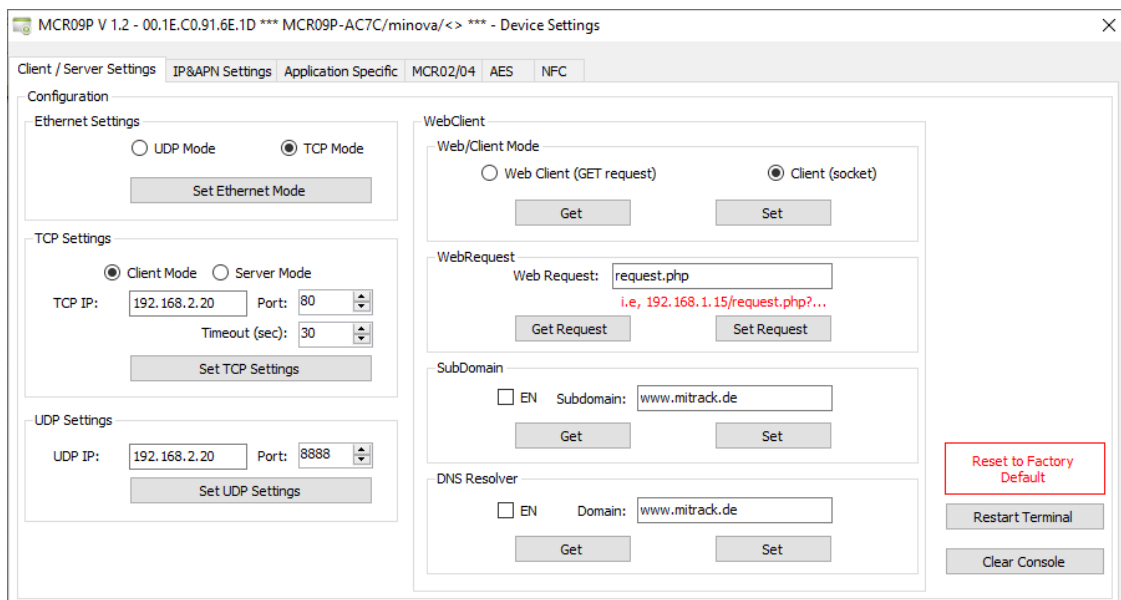 MCR09P V 1.2 - 00.1E.C0.91.6E.1D *** MCR09P-AC7C/minova/<> *** - Device Settings
Client / Server Settings IP&APN Settings Application Specific MCR02/04 AES NFC
Configuration
Ethernet Settings
UDP Mode TCP Mode
Set Ethernet Mode
TCP Settings
Client Mode Server Mode
TCP IP: 192.168.2.20 Port: 80
Timeout (sec): 30
Set TCP Settings
UDP Settings
UDP IP: 192.168.2.20 Port: 8888
Set UDP Settings
WebClient
Web/Client Mode
Web Client (GET request) Client (socket)
Get Set
WebRequest
Web Request: request.php
i.e, 192.168.1.15/request.php?...
Get Request Set Request
SubDomain
EN Subdomain: www.mitrack.de
Get Set
DNS Resolver
EN Domain: www.mitrack.de
Get Set
Reset to Factory
Default
Restart Terminal
Clear Console